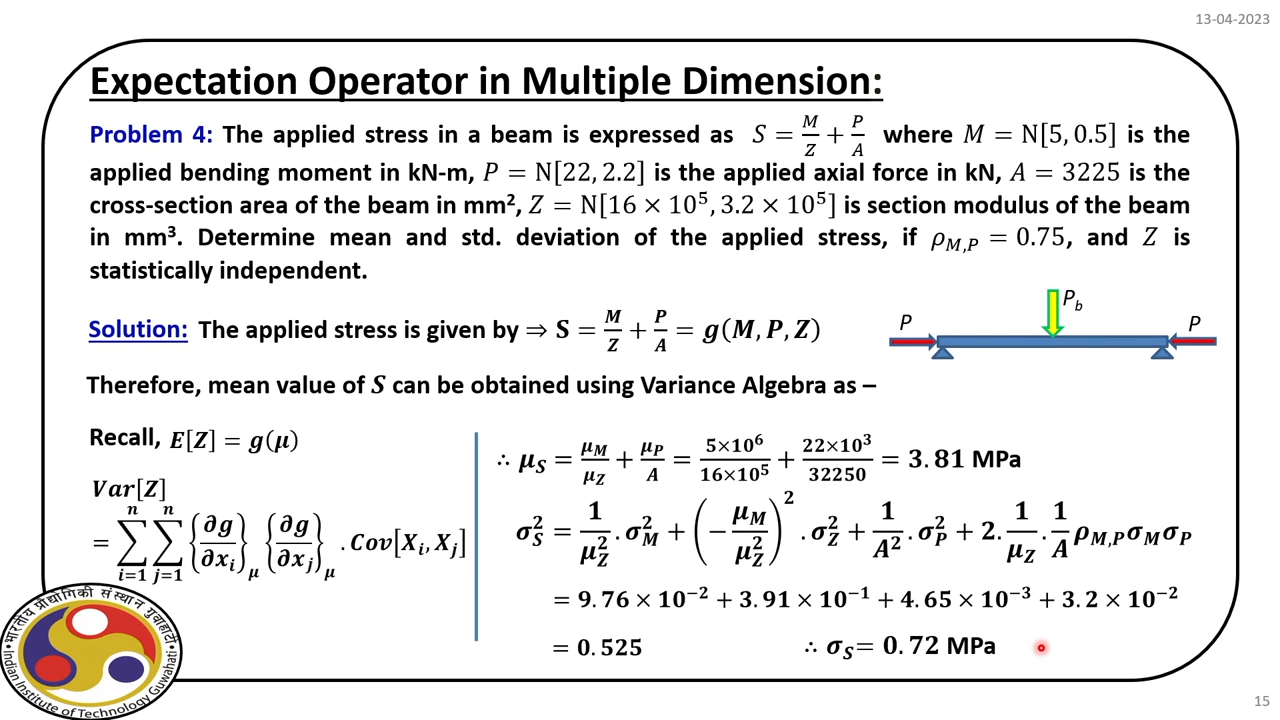 13-04-2023
Expectation Operator in Multiple Dimension:
Problem 4: The applied stress in a beam is expressed as S = M/Z + P/A where M = N[5, 0.5] is the
applied bending moment in kN-m, P = N[22, 2.2] is the applied axial force in kN, A = 3225 is the
cross-section area of the beam in mm², Z = N[16 × 10⁵, 3.2 × 10⁵] is section modulus of the beam
in mm³. Determine mean and std. deviation of the applied stress, if ρ_{M,P} = 0.75, and Z is
statistically independent.
Solution: The applied stress is given by ⇒ S = M/Z + P/A = g(M, P, Z)
P P_b P
Therefore, mean value of S can be obtained using Variance Algebra as –
Recall, E[Z] = g(μ)
Var[Z]
= ∑_{i=1}^{n} ∑_{j=1}^{n} {∂g/∂x_i}_μ {∂g/∂x_j}_μ . Cov[X_i, X_j]
∴ μ_S = μ_M/μ_Z + μ_P/A = 5×10⁶/16×10⁵ + 22×10³/32250 = 3.81 MPa
σ_S² = 1/μ_Z² . σ_M² + (− μ_M/μ_Z²)² . σ_Z² + 1/A² . σ_P² + 2. 1/μ_Z . 1/A ρ_{M,P}σ_Mσ_P
= 9.76 × 10⁻² + 3.91 × 10⁻¹ + 4.65 × 10⁻³ + 3.2 × 10⁻²
= 0.525 ∴ σ_S = 0.72 MPa
भारतीय प्रौद्योगिकी संस्थान गुवाहाटी
Indian Institute of Technology Guwahati
15